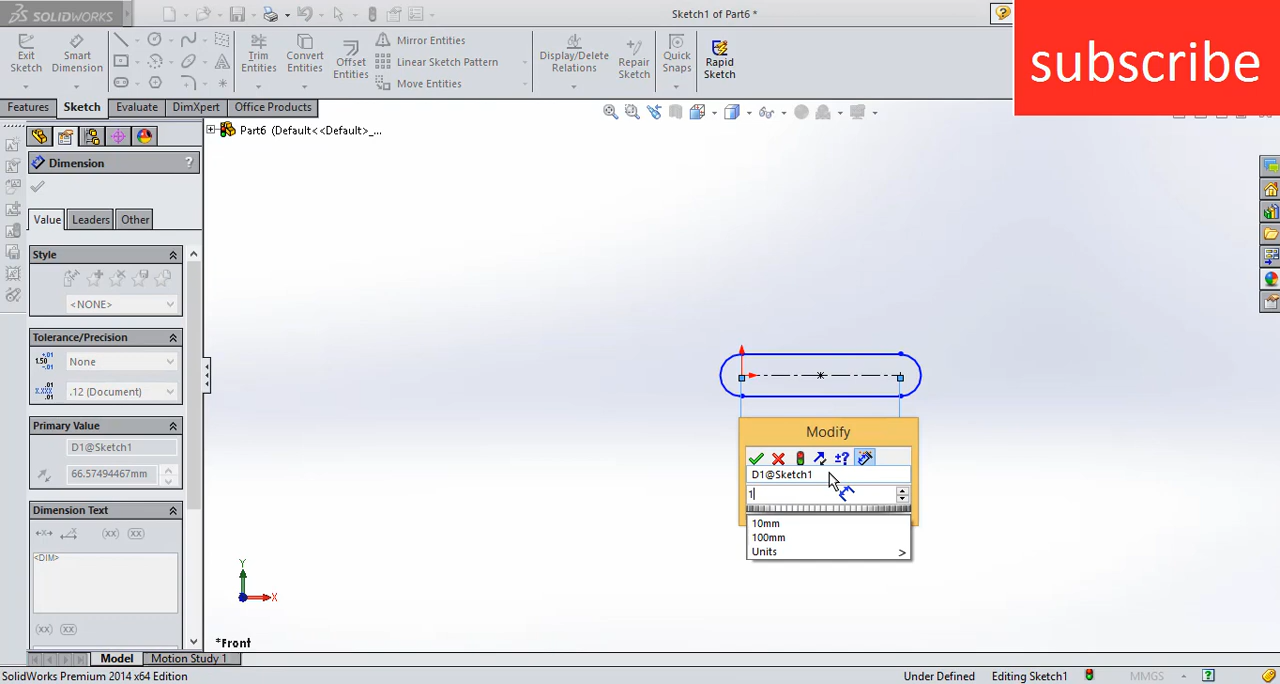 SOLIDWORKS
Sketch1 of Part6 *
subscribe
Exit Sketch
Smart Dimension
Trim Entities
Convert Entities
Offset Entities
Mirror Entities
Linear Sketch Pattern
Move Entities
Display/Delete Relations
Repair Sketch
Quick Snaps
Rapid Sketch
Features
Sketch
Evaluate
DimXpert
Office Products
Part6 (Default<<Default>_...
Dimension
?
Value
Leaders
Other
Style
<NONE>
Tolerance/Precision
None
.12 (Document)
Primary Value
D1@Sketch1
66.57494467mm
Dimension Text
<DIM>
Modify
D1@Sketch1
1
10mm
100mm
Units >
Y
X
*Front
Model
Motion Study 1
SolidWorks Premium 2014 x64 Edition
Under Defined
Editing Sketch1
MMGS